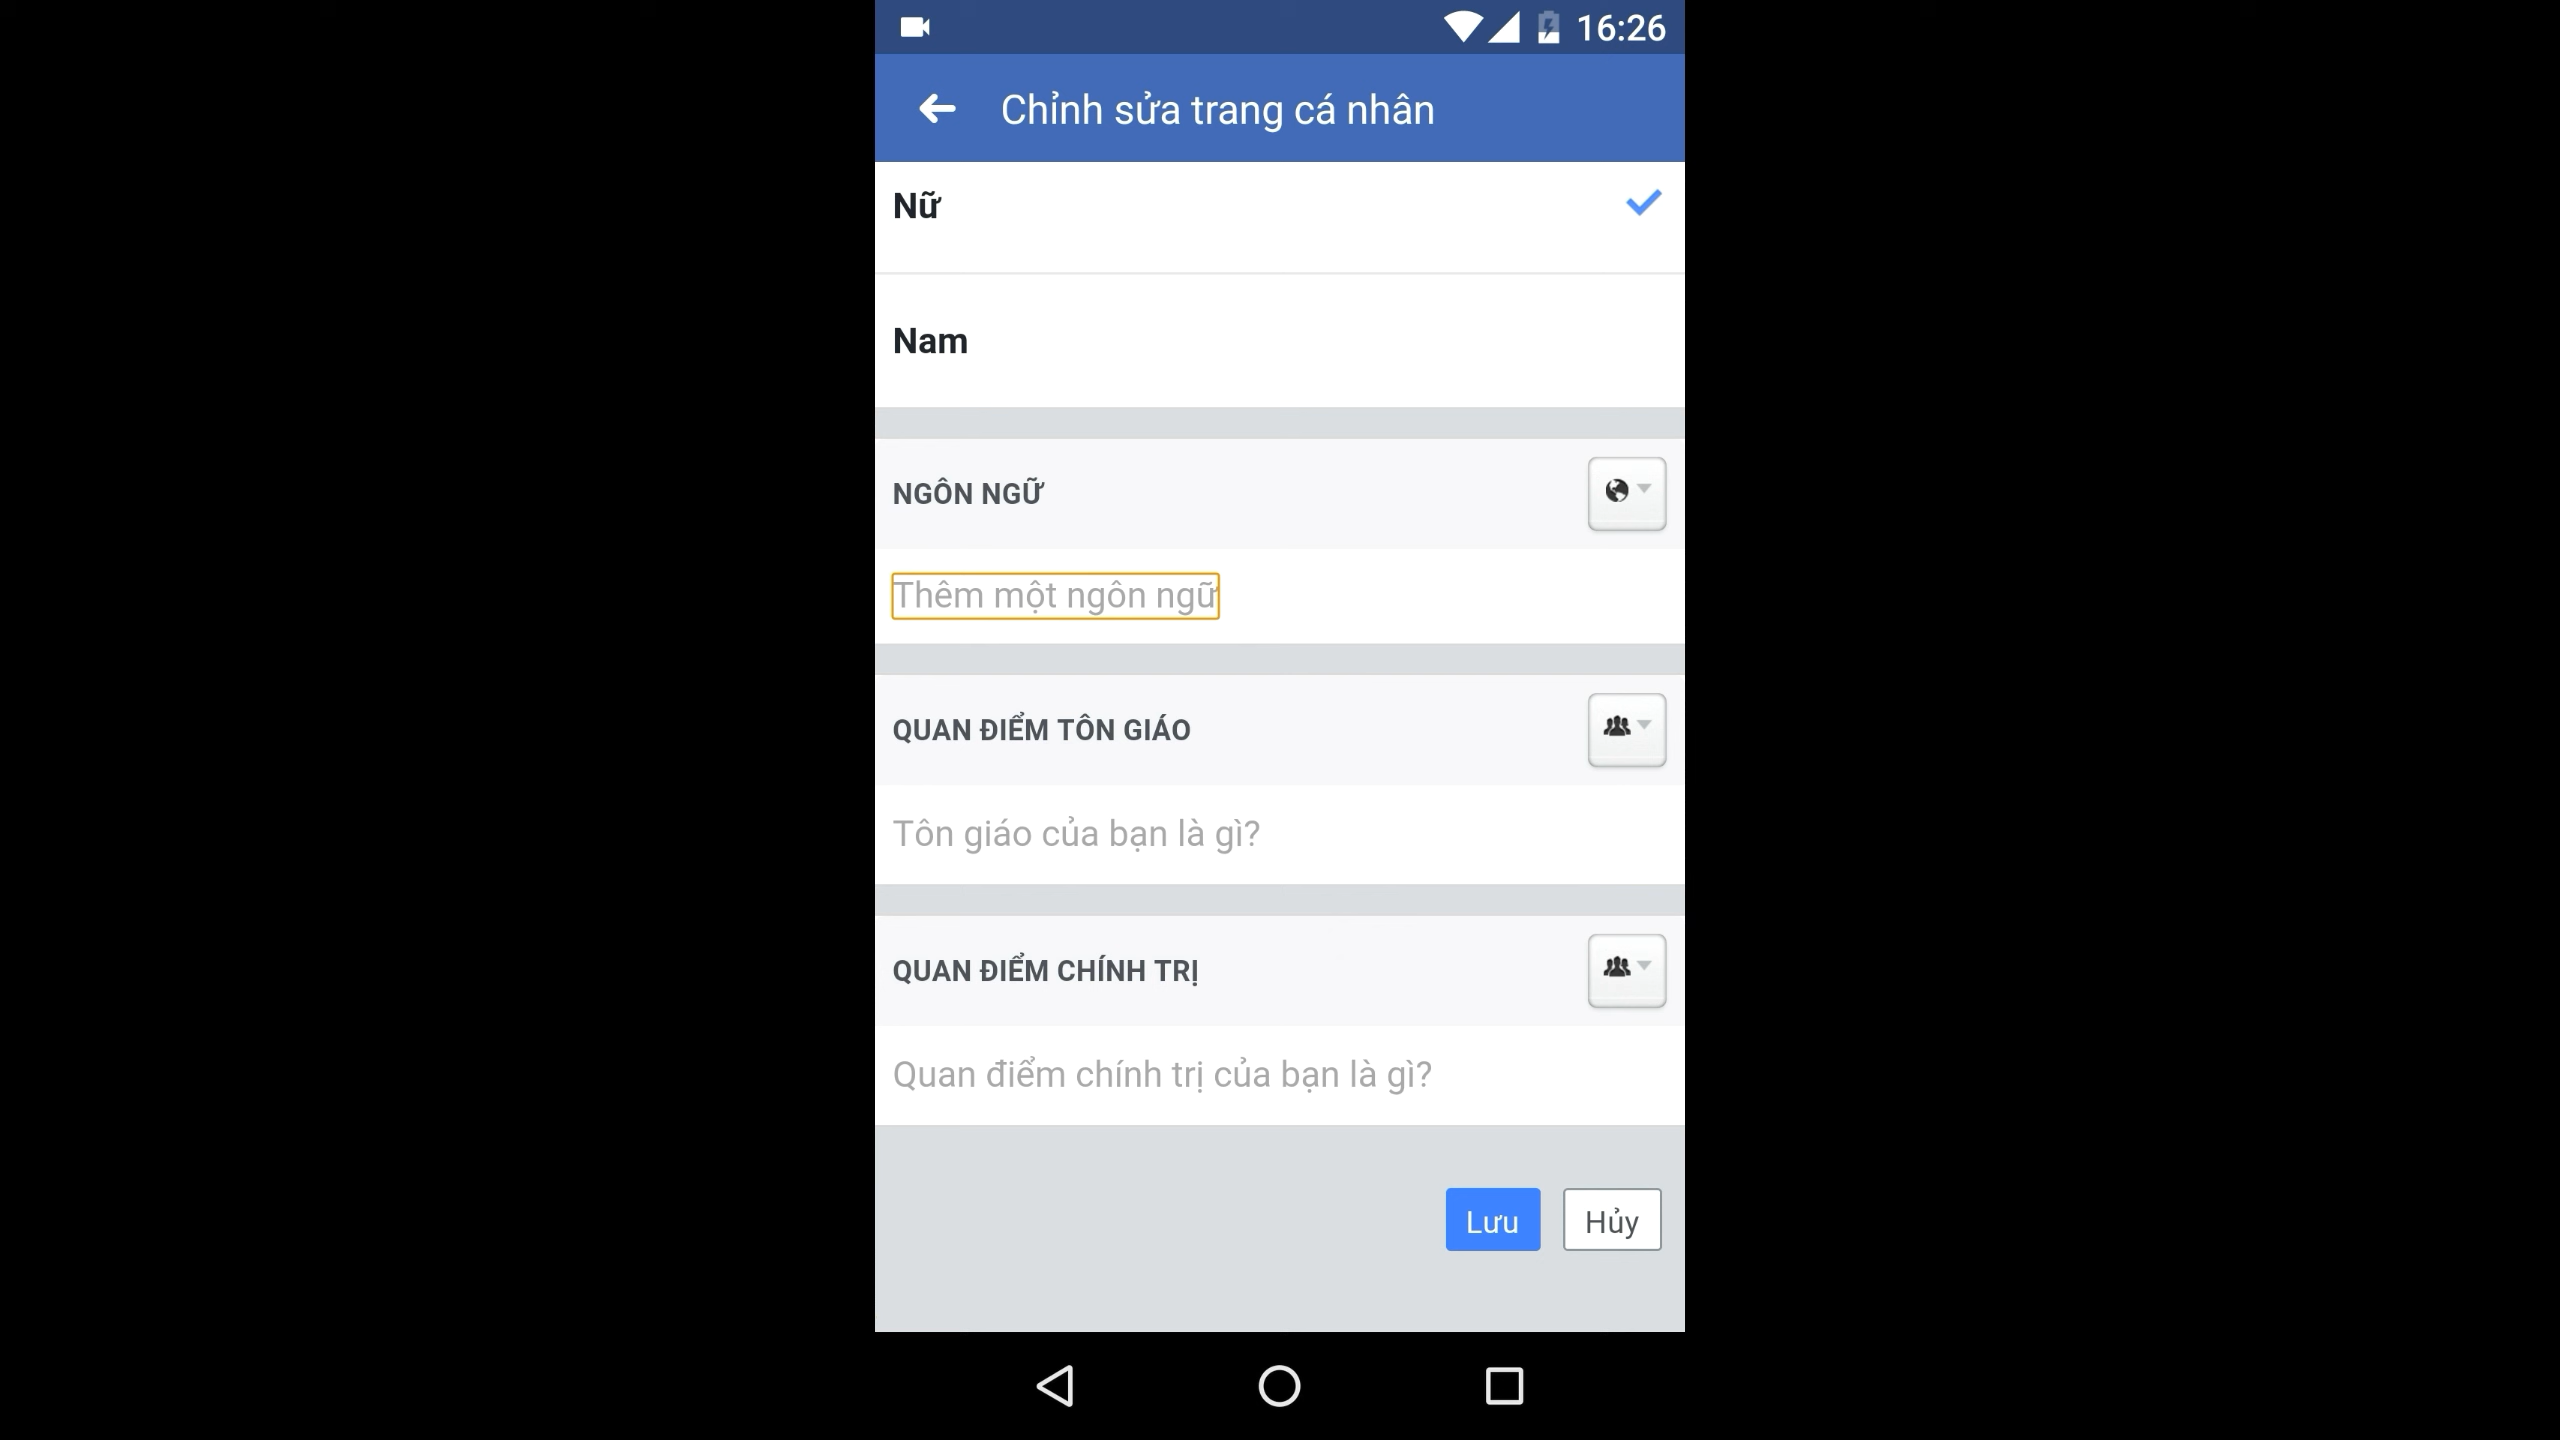 16:26
Chỉnh sửa trang cá nhân
Nữ
Nam
NGÔN NGỮ
Thêm một ngôn ngữ
QUAN ĐIỂM TÔN GIÁO
Tôn giáo của bạn là gì?
QUAN ĐIỂM CHÍNH TRỊ
Quan điểm chính trị của bạn là gì?
Lưu
Hủy